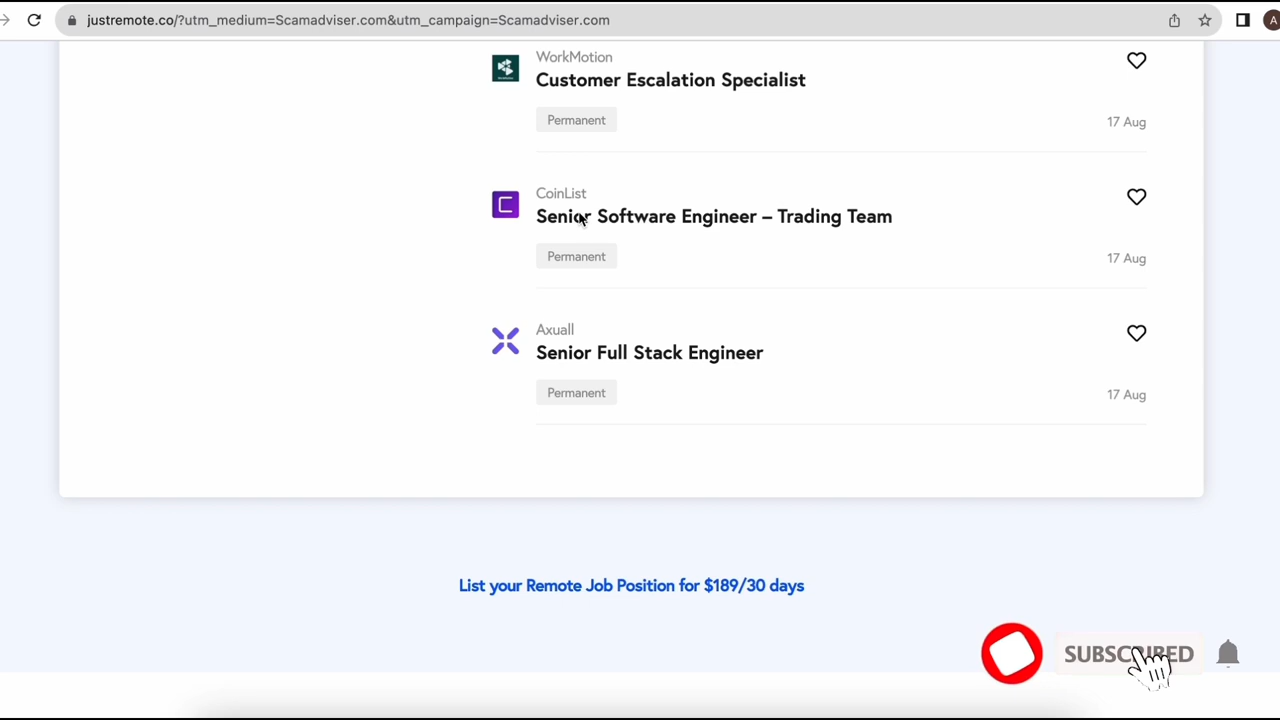 justremote.co/?utm_medium=Scamadviser.com&utm_campaign=Scamadviser.com
A
WorkMotion
Customer Escalation Specialist
Permanent
17 Aug
CoinList
Senior Software Engineer – Trading Team
Permanent
17 Aug
Axuall
Senior Full Stack Engineer
Permanent
17 Aug
List your Remote Job Position for $189/30 days
SUBSCRIBED